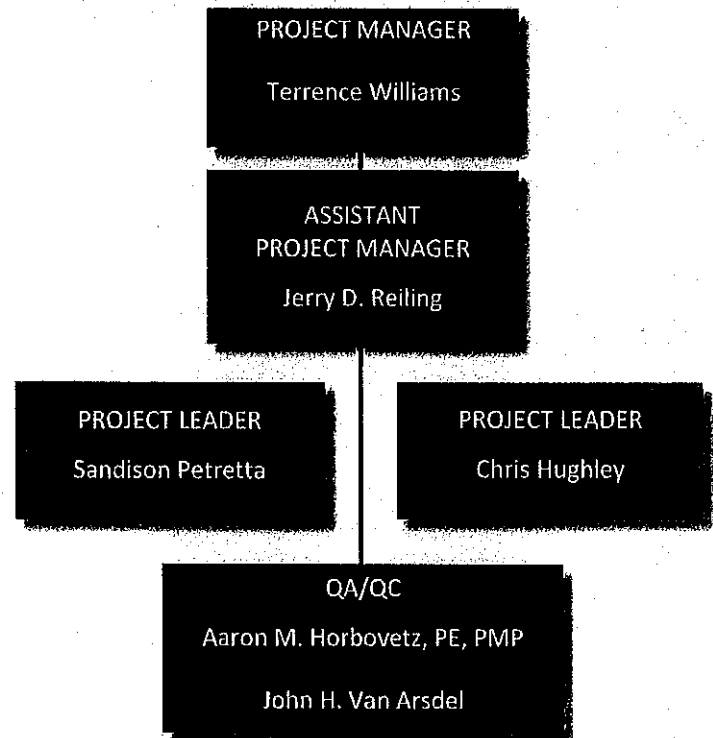 PROJECT MANAGER
Terrence Williams
ASSISTANT
PROJECT MANAGER
Jerry D. Reiling
PROJECT LEADER
Sandison Petretta
PROJECT LEADER
Chris Hughley
QA/QC
Aaron M. Horbovetz, PE, PMP
John H. Van Arsdel